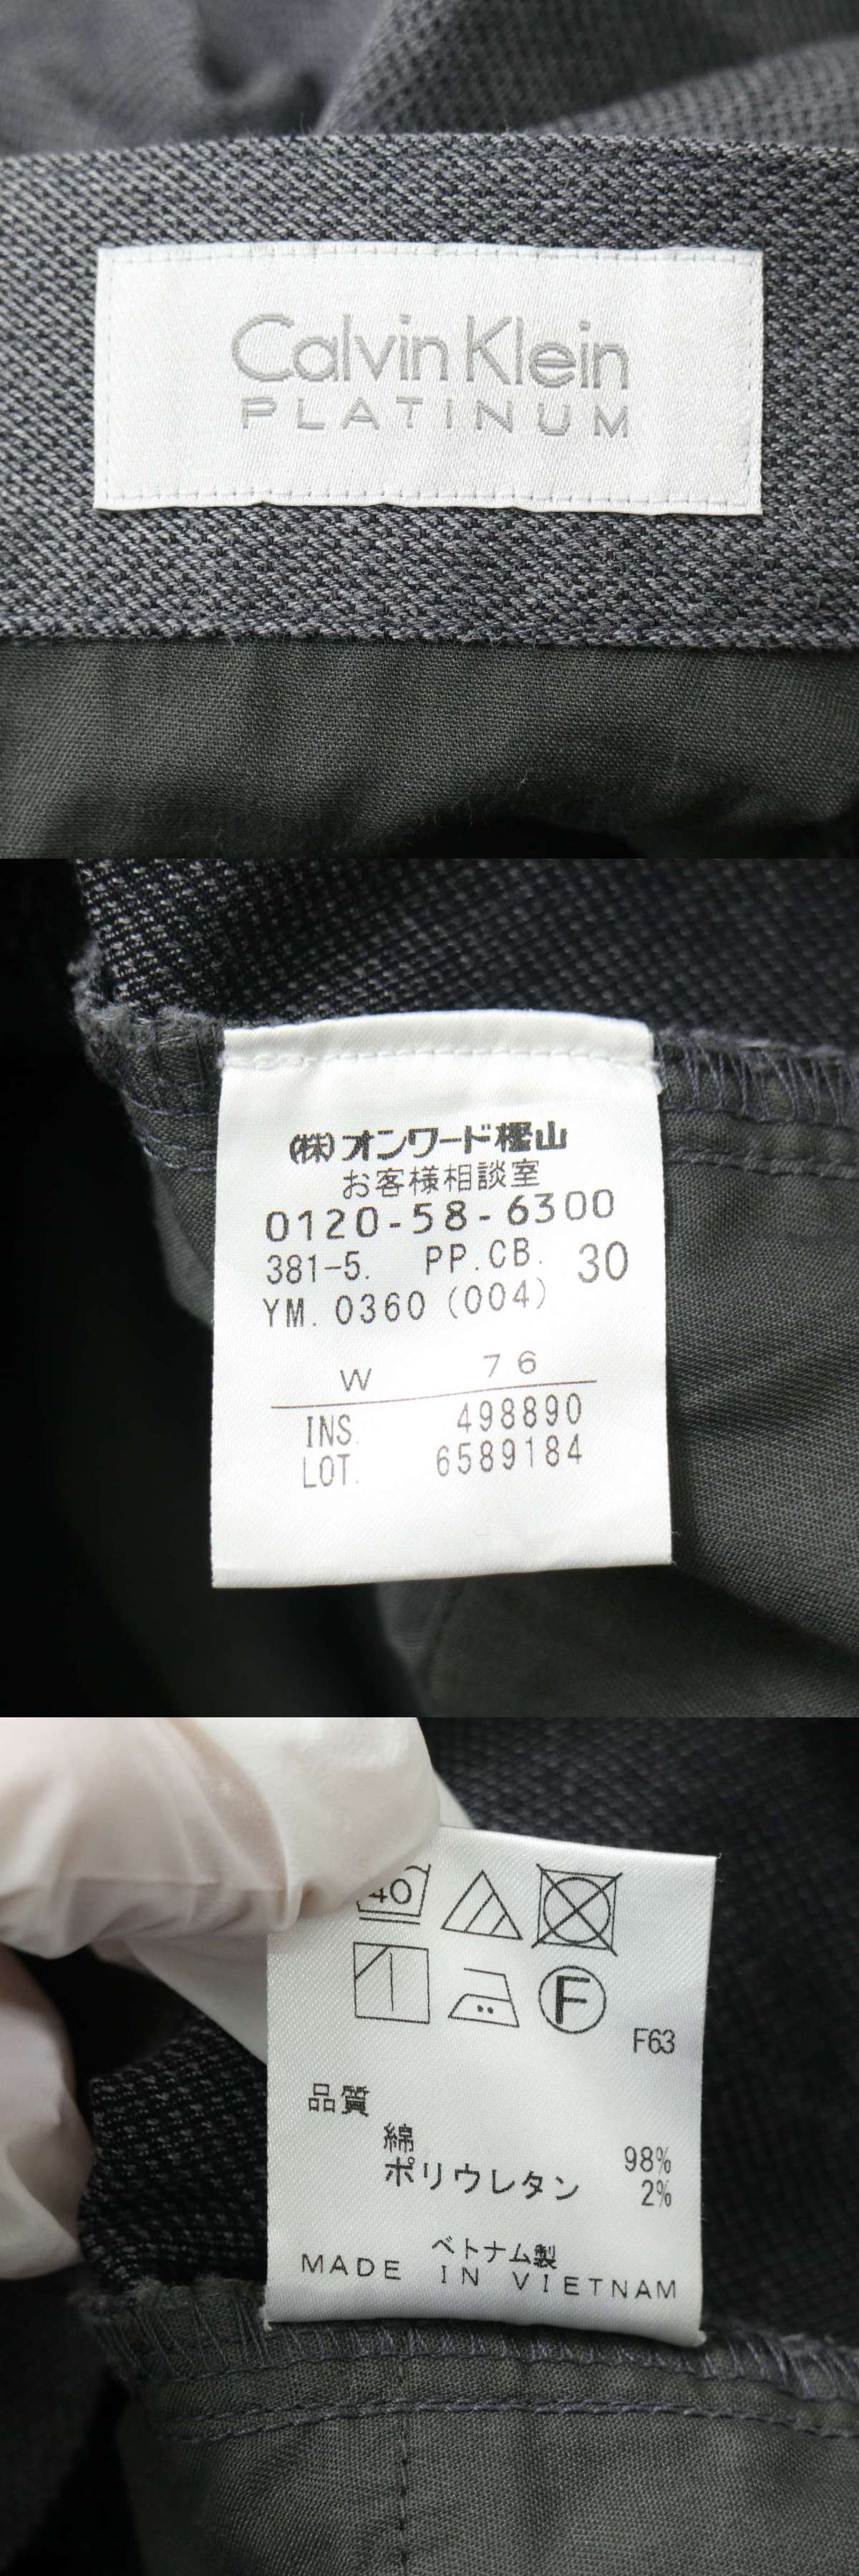 Calvin Klein
PLATINUM
㈱オンワード樫山
お客様相談室
0120-58-6300
381-5. PP.CB. 30
YM. 0360 (004)
W 76
INS. 498890
LOT. 6589184
40
F
F63
品質
綿 98%
ポリウレタン 2%
ベトナム製
MADE IN VIETNAM